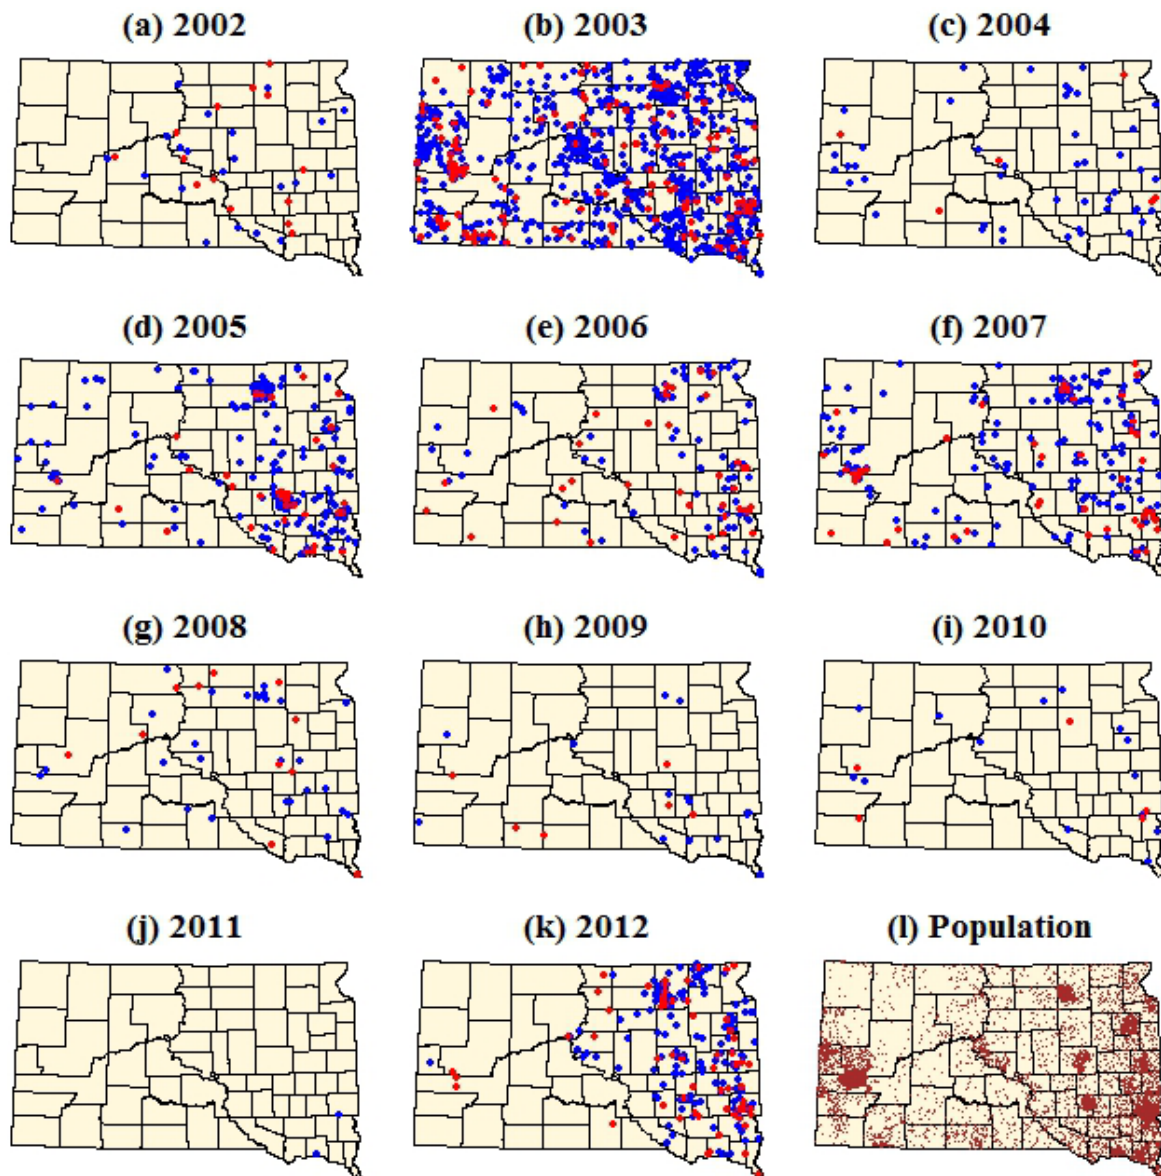 (a) 2002
(b) 2003
(c) 2004
(d) 2005
(e) 2006
(f) 2007
(g) 2008
(h) 2009
(i) 2010
(j) 2011
(k) 2012
(l) Population